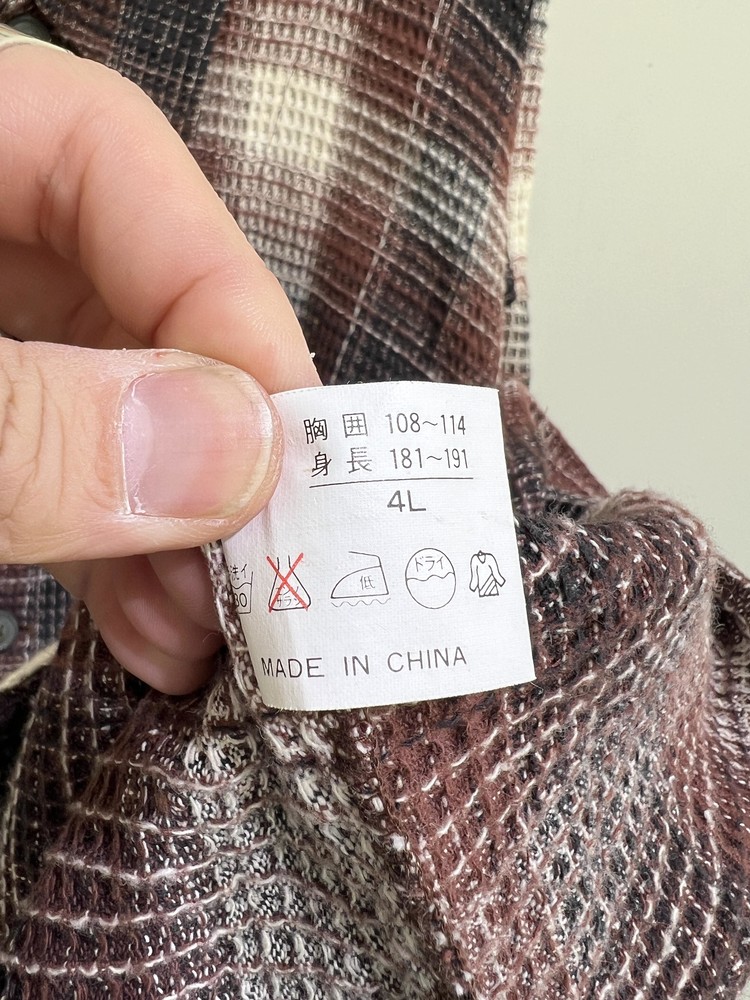 胸 囲 108〜114
身 長 181〜191
4L
低
ドライ
MADE IN CHINA